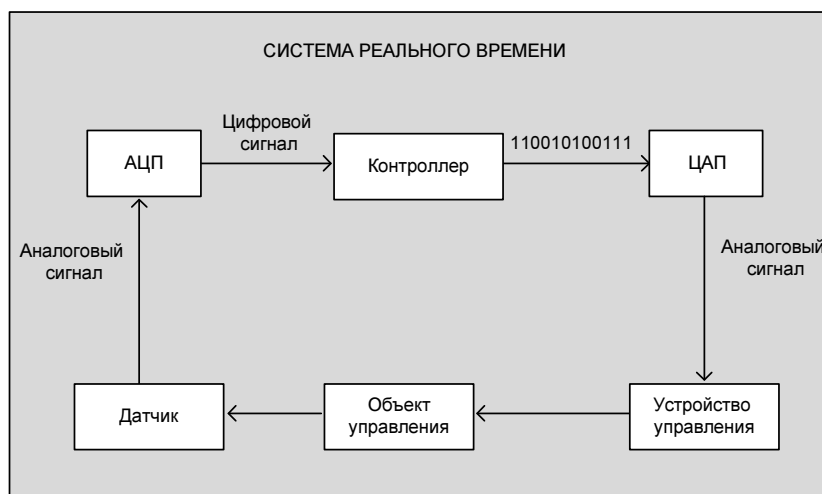 СИСТЕМА РЕАЛЬНОГО ВРЕМЕНИ
АЦП
Цифровой
сигнал
Контроллер
110010100111
ЦАП
Аналоговый
сигнал
Аналоговый
сигнал
Датчик
Объект
управления
Устройство
управления